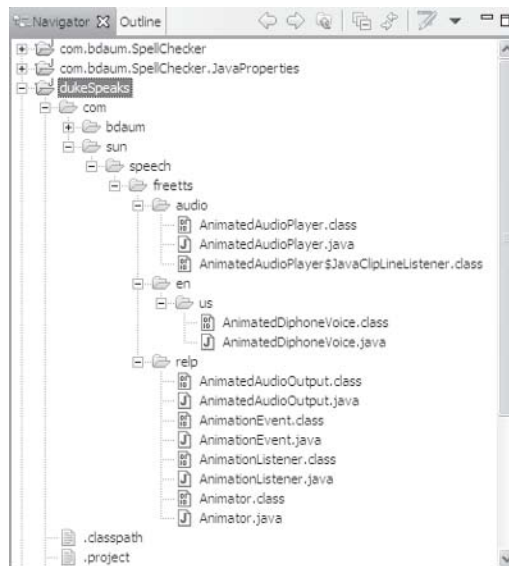 Navigator Outline
com.bdaum.SpellChecker
com.bdaum.SpellChecker.JavaProperties
dukeSpeaks
com
bdaum
sun
speech
freetts
audio
AnimatedAudioPlayer.class
AnimatedAudioPlayer.java
AnimatedAudioPlayer$JavaClipLineListener.class
en
us
AnimatedDiphoneVoice.class
AnimatedDiphoneVoice.java
relp
AnimatedAudioOutput.class
AnimatedAudioOutput.java
AnimationEvent.class
AnimationEvent.java
AnimationListener.class
AnimationListener.java
Animator.class
Animator.java
.classpath
.project